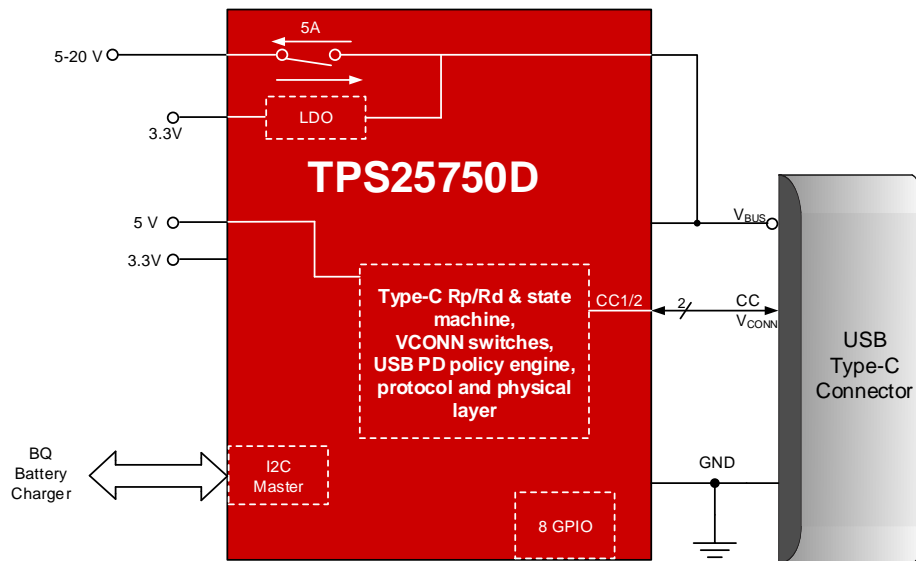 5A
5-20 V
LDO
3.3V
TPS25750D
5 V
VBUS
3.3V
Type-C Rp/Rd & state
machine,
VCONN switches,
USB PD policy engine,
protocol and physical
layer
CC1/2
2
CC
VCONN
USB
Type-C
Connector
BQ
Battery
Charger
I2C
Master
GND
8 GPIO